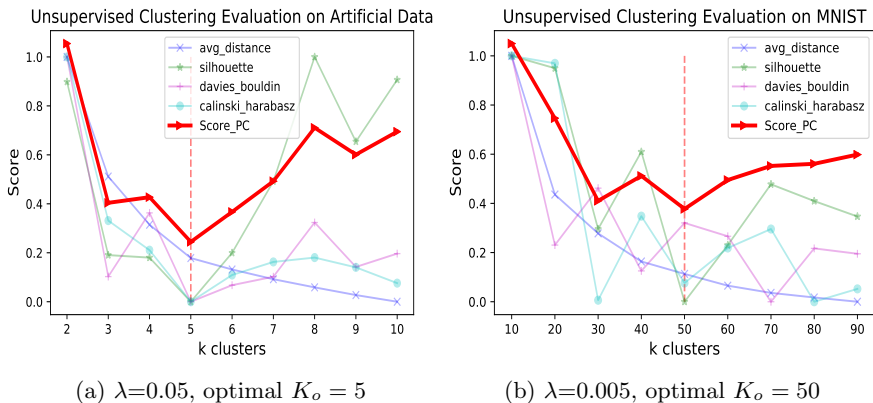 Unsupervised Clustering Evaluation on Artificial Data
Score
1.0
0.8
0.6
0.4
0.2
0.0
avg_distance
silhouette
davies_bouldin
calinski_harabasz
Score_PC
2 3 4 5 6 7 8 9 10
k clusters
(a) λ=0.05, optimal Kₒ = 5
Unsupervised Clustering Evaluation on MNIST
Score
1.0
0.8
0.6
0.4
0.2
0.0
avg_distance
silhouette
davies_bouldin
calinski_harabasz
Score_PC
10 20 30 40 50 60 70 80 90
k clusters
(b) λ=0.005, optimal Kₒ = 50